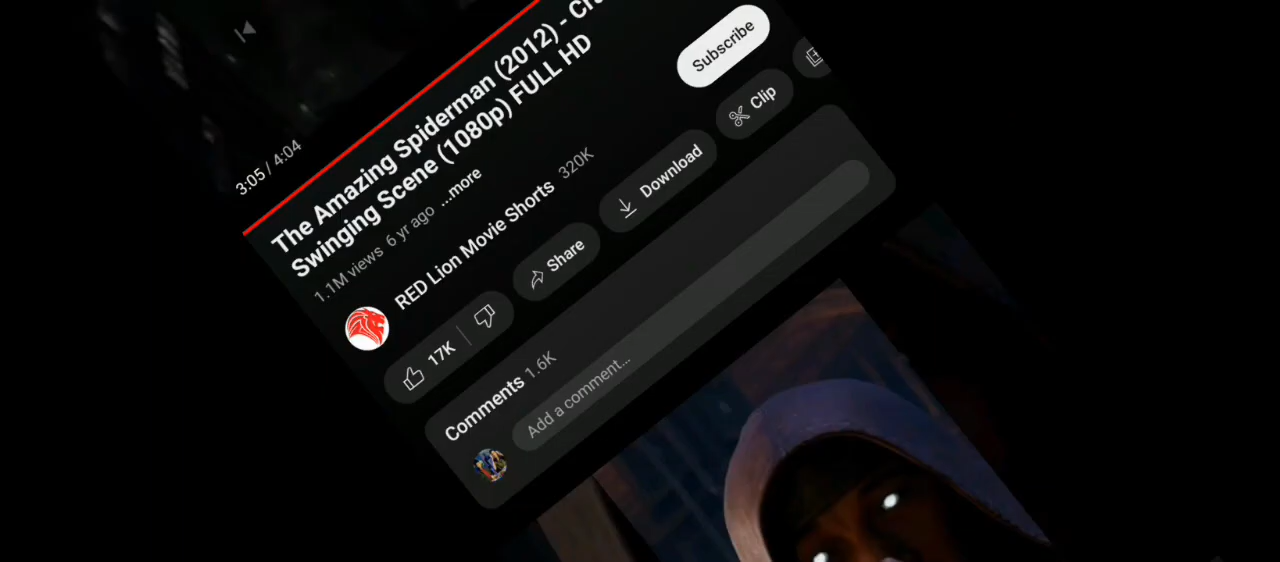 3:05 / 4:04
The Amazing Spiderman (2012) -
Swinging Scene (1080p) FULL HD
1.1M views 6 yr ago ...more
RED Lion Movie Shorts 320K
Subscribe
17K
Share
Download
Clip
Comments 1.6K
Add a comment...